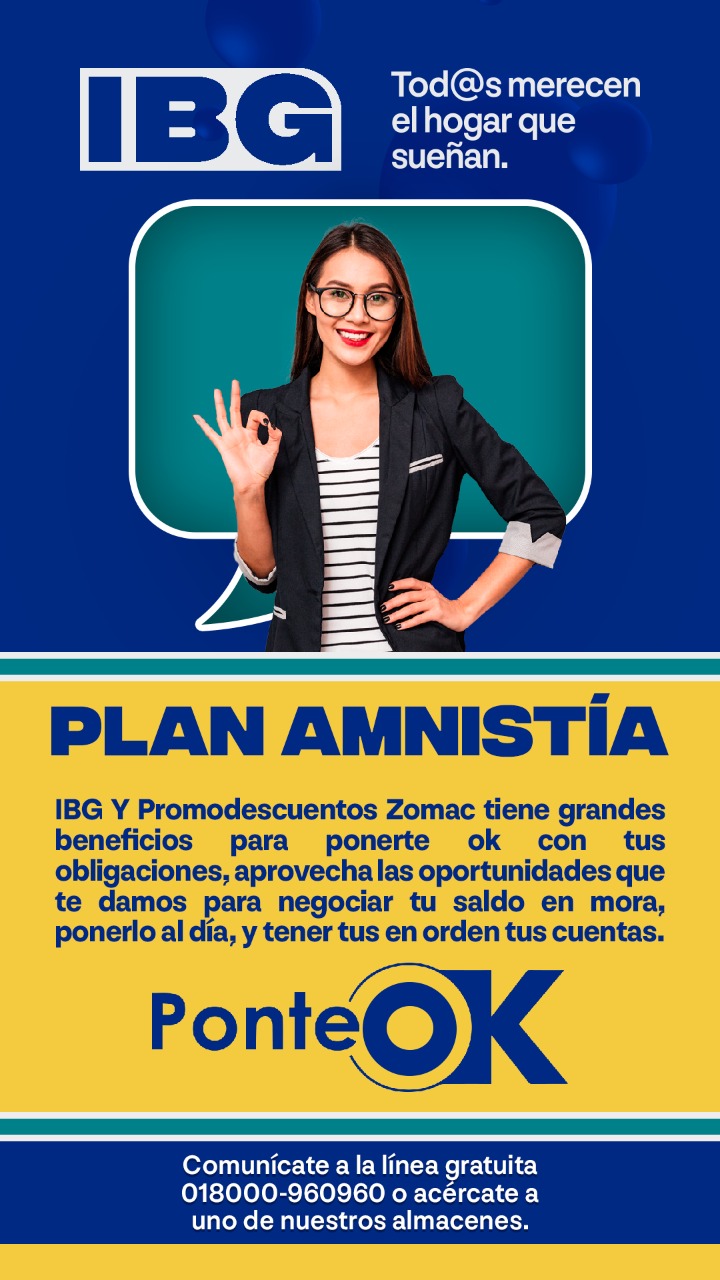 IBG
Tod@s merecen
el hogar que
sueñan.
PLAN AMNISTÍA
IBG Y Promodescuentos Zomac tiene grandes
beneficios para ponerte ok con tus
obligaciones, aprovecha las oportunidades que
te damos para negociar tu saldo en mora,
ponerlo al día, y tener tus en orden tus cuentas.
Ponte OK
Comunícate a la línea gratuita
018000-960960 o acércate a
uno de nuestros almacenes.